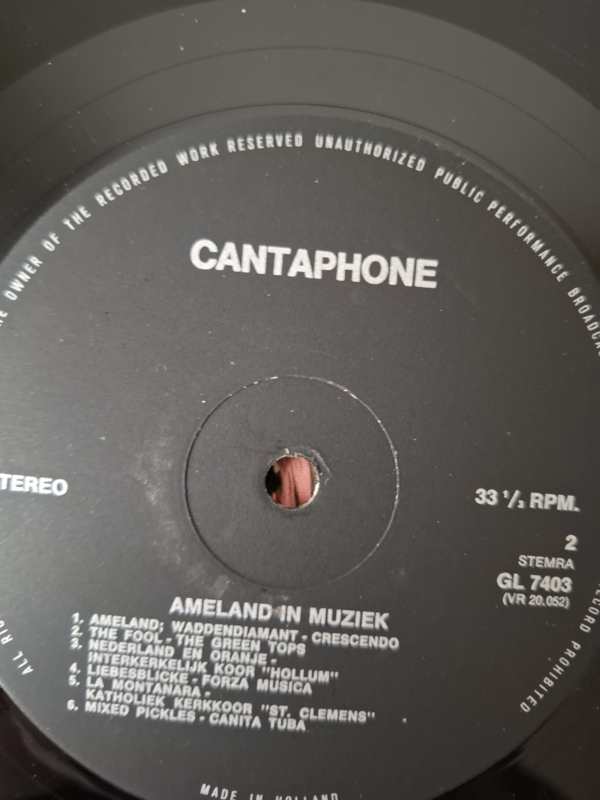 E OWNER OF THE RECORDED WORK RESERVED UNAUTHORIZED PUBLIC PERFORMANCE BROADCAS
CANTAPHONE
TEREO
33 ⅓ RPM.
2
STEMRA
GL 7403
(VR 20.052)
AMELAND IN MUZIEK
1. AMELAND; WADDENDIAMANT - CRESCENDO
2. THE FOOL - THE GREEN TOPS
3. NEDERLAND EN ORANJE -
INTERKERKELIJK KOOR "HOLLUM"
4. LIEBESBLICKE - FORZA MUSICA
5. LA MONTANARA -
KATHOLIEK KERKKOOR "ST. CLEMENS"
6. MIXED PICKLES - CANITA TUBA
ALL RIG
RECORD PROHIBITED
MADE IN HOLLAND